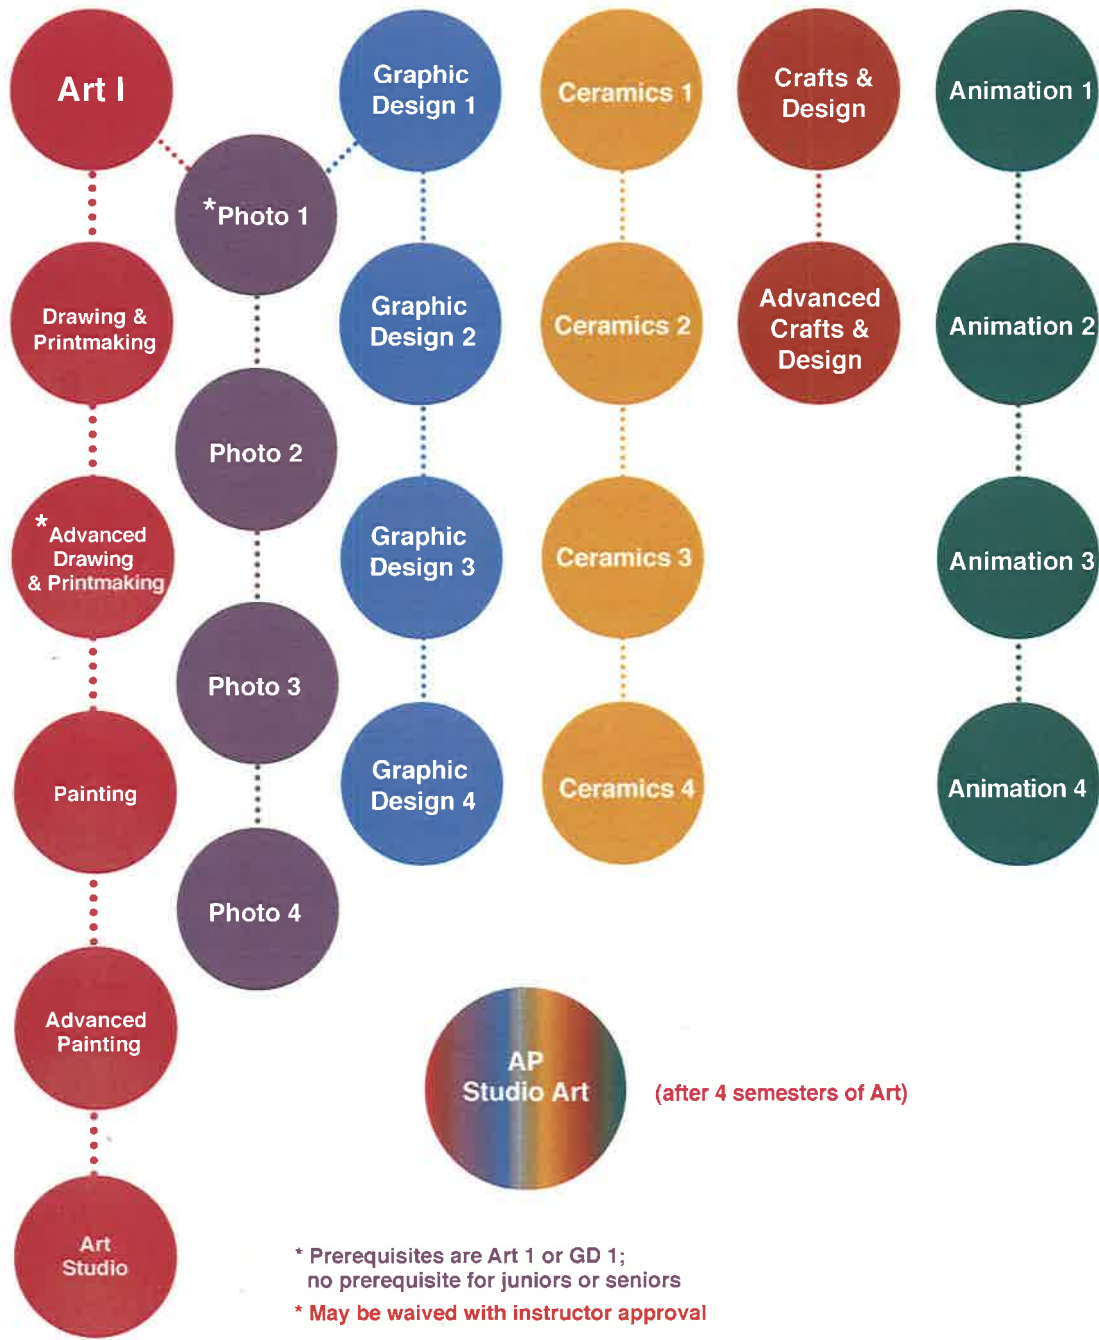 Art I
Graphic
Design 1
Ceramics 1
Crafts &
Design
Animation 1
*Photo 1
Drawing &
Printmaking
Graphic
Design 2
Ceramics 2
Advanced
Crafts &
Design
Animation 2
Photo 2
*Advanced
Drawing
& Printmaking
Graphic
Design 3
Ceramics 3
Animation 3
Photo 3
Painting
Graphic
Design 4
Ceramics 4
Animation 4
Photo 4
Advanced
Painting
AP
Studio Art
(after 4 semesters of Art)
Art
Studio
* Prerequisites are Art 1 or GD 1;
no prerequisite for juniors or seniors
* May be waived with instructor approval